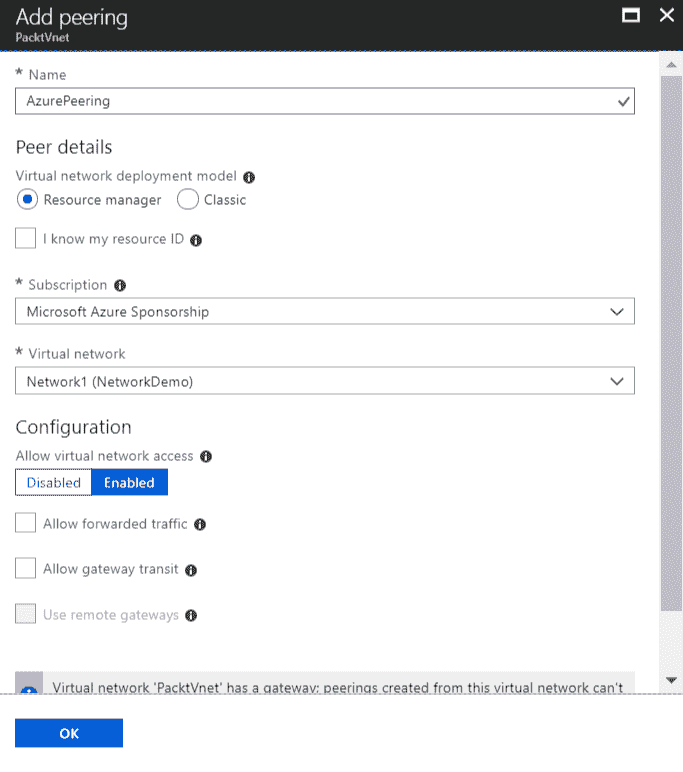 Add peering
PacktVnet
* Name
AzurePeering
Peer details
Virtual network deployment model
Resource manager Classic
I know my resource ID
* Subscription
Microsoft Azure Sponsorship
* Virtual network
Network1 (NetworkDemo)
Configuration
Allow virtual network access
Disabled Enabled
Allow forwarded traffic
Allow gateway transit
Use remote gateways
Virtual network 'PacktVnet' has a gateway; peerings created from this virtual network can't
OK